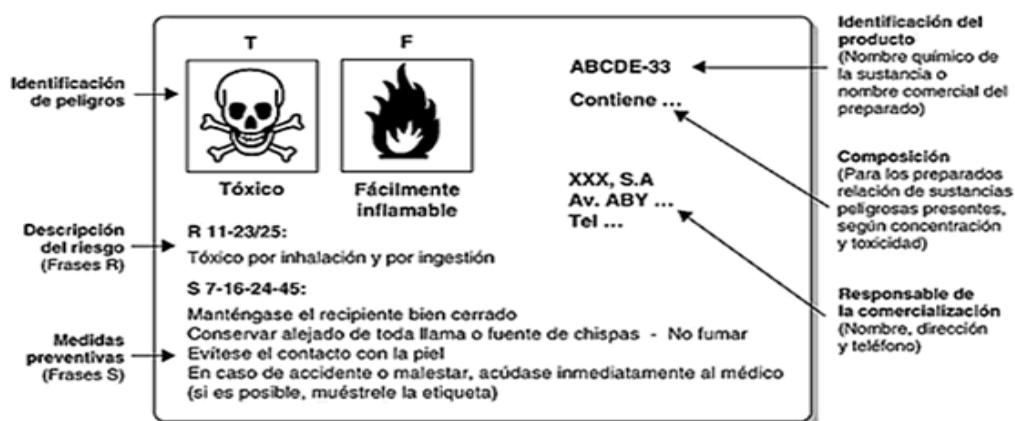 Identificación
de peligros
Descripción
del riesgo
(Frases R)
Medidas
preventivas
(Frases S)
T
F
Tóxico
Fácilmente
inflamable
R 11-23/25:
Tóxico por inhalación y por ingestión
S 7-16-24-45:
Manténgase el recipiente bien cerrado
Conservar alejado de toda llama o fuente de chispas - No fumar
Evítese el contacto con la piel
En caso de accidente o malestar, acúdase inmediatamente al médico
(si es posible, muéstrele la etiqueta)
ABCDE-33
Contiene ...
XXX, S.A
Av. ABY ...
Tel ...
Identificación del
producto
(Nombre químico de
la sustancia o
nombre comercial del
preparado)
Composición
(Para los preparados
relación de sustancias
peligrosas presentes,
según concentración
y toxicidad)
Responsable de
la comercialización
(Nombre, dirección
y teléfono)